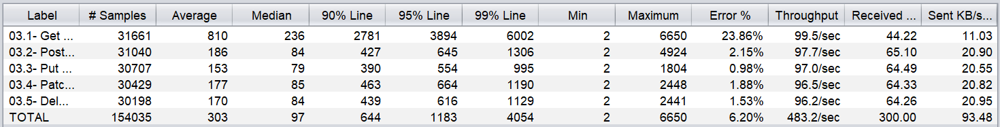 Label # Samples Average Median 90% Line 95% Line 99% Line Min Maximum Error % Throughput Received ... Sent KB/s...
03.1- Get ... 31661 810 236 2781 3894 6002 2 6650 23.86% 99.5/sec 44.22 11.03
03.2- Post... 31040 186 84 427 645 1306 2 4924 2.15% 97.7/sec 65.10 20.90
03.3- Put ... 30707 153 79 390 554 995 2 1804 0.98% 97.0/sec 64.49 20.55
03.4- Patc... 30429 177 85 463 664 1190 2 2448 1.88% 96.5/sec 64.33 20.82
03.5- Del... 30198 170 84 439 616 1129 2 2441 1.53% 96.2/sec 64.26 20.95
TOTAL 154035 303 97 644 1183 4054 2 6650 6.20% 483.2/sec 300.00 93.48